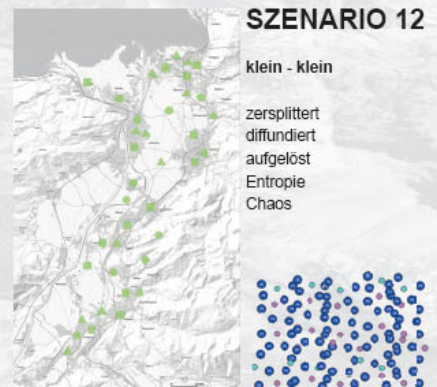 SZENARIO 12
klein - klein
zersplittert
diffundiert
aufgelöst
Entropie
Chaos